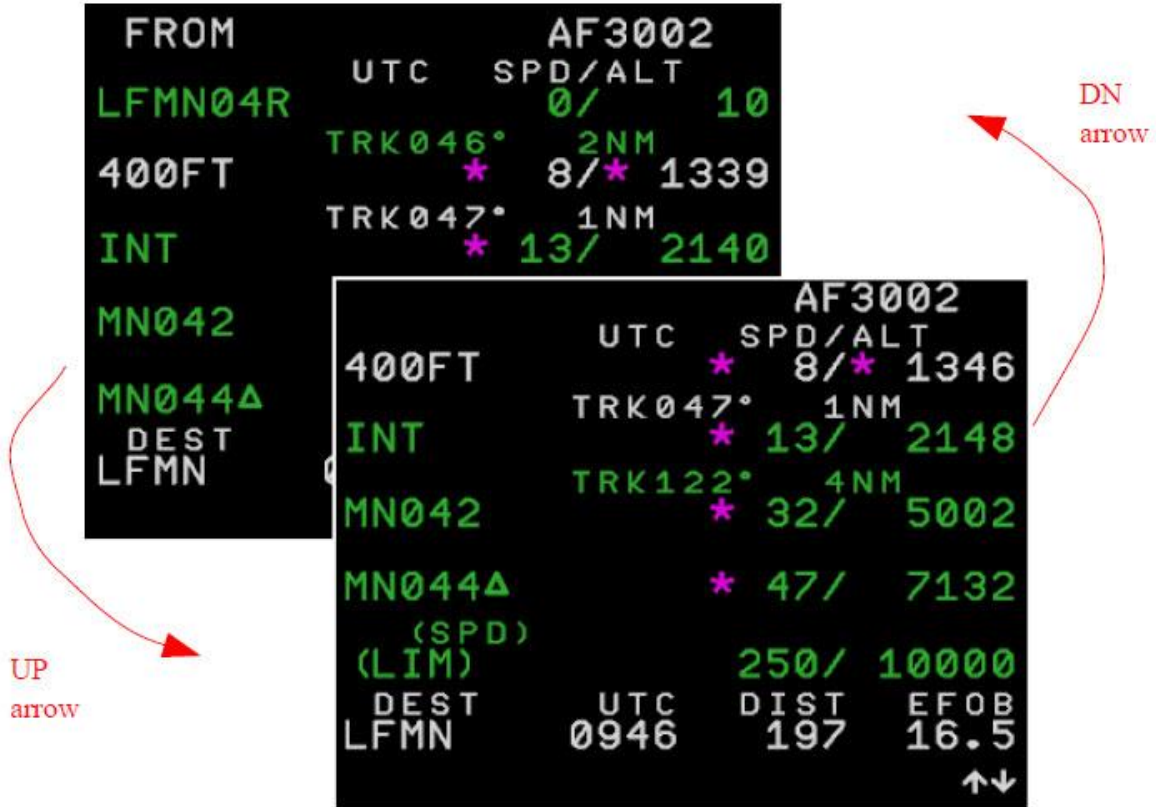 FROM AF3002
UTC SPD/ALT
LFMN04R 0/ 10
TRK046° 2NM
400FT * 8/* 1339
TRK047° 1NM
INT * 13/ 2140
MN042
MN044Δ
DEST
LFMN
AF3002
UTC SPD/ALT
400FT * 8/* 1346
TRK047° 1NM
INT * 13/ 2148
TRK122° 4NM
MN042 * 32/ 5002
MN044Δ * 47/ 7132
(SPD)
(LIM) 250/ 10000
DEST UTC DIST EFOB
LFMN 0946 197 16.5
↑↓
DN
arrow
UP
arrow